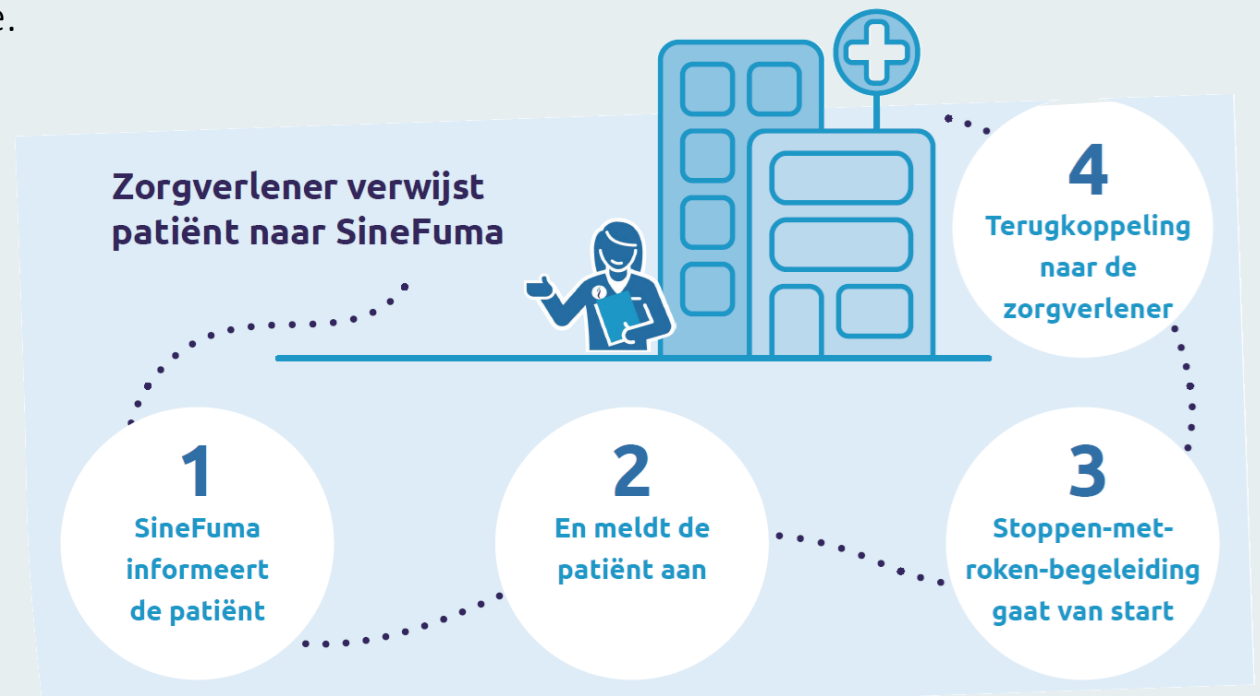 e.
Zorgverlener verwijst
patiënt naar SineFuma
1
SineFuma
informeert
de patiënt
2
En meldt de
patiënt aan
3
Stoppen-met-
roken-begeleiding
gaat van start
4
Terugkoppeling
naar de
zorgverlener